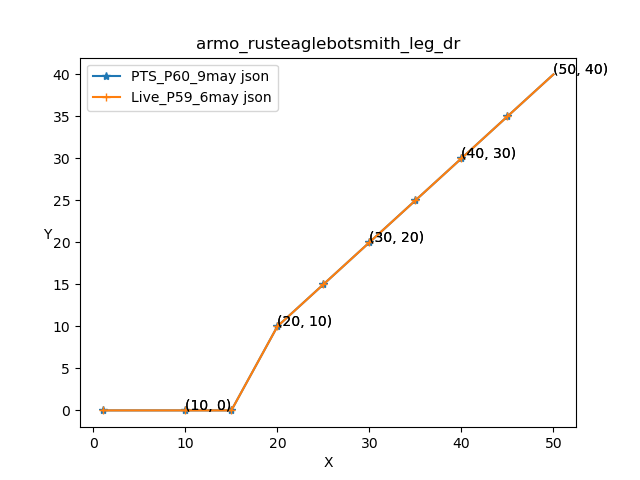 armo_rusteaglebotsmith_leg_dr
PTS_P60_9may json
Live_P59_6may json
Y
40
35
30
25
20
15
10
5
0
(50, 40)
(40, 30)
(30, 20)
(20, 10)
(10, 0)
0 10 20 30 40 50
X